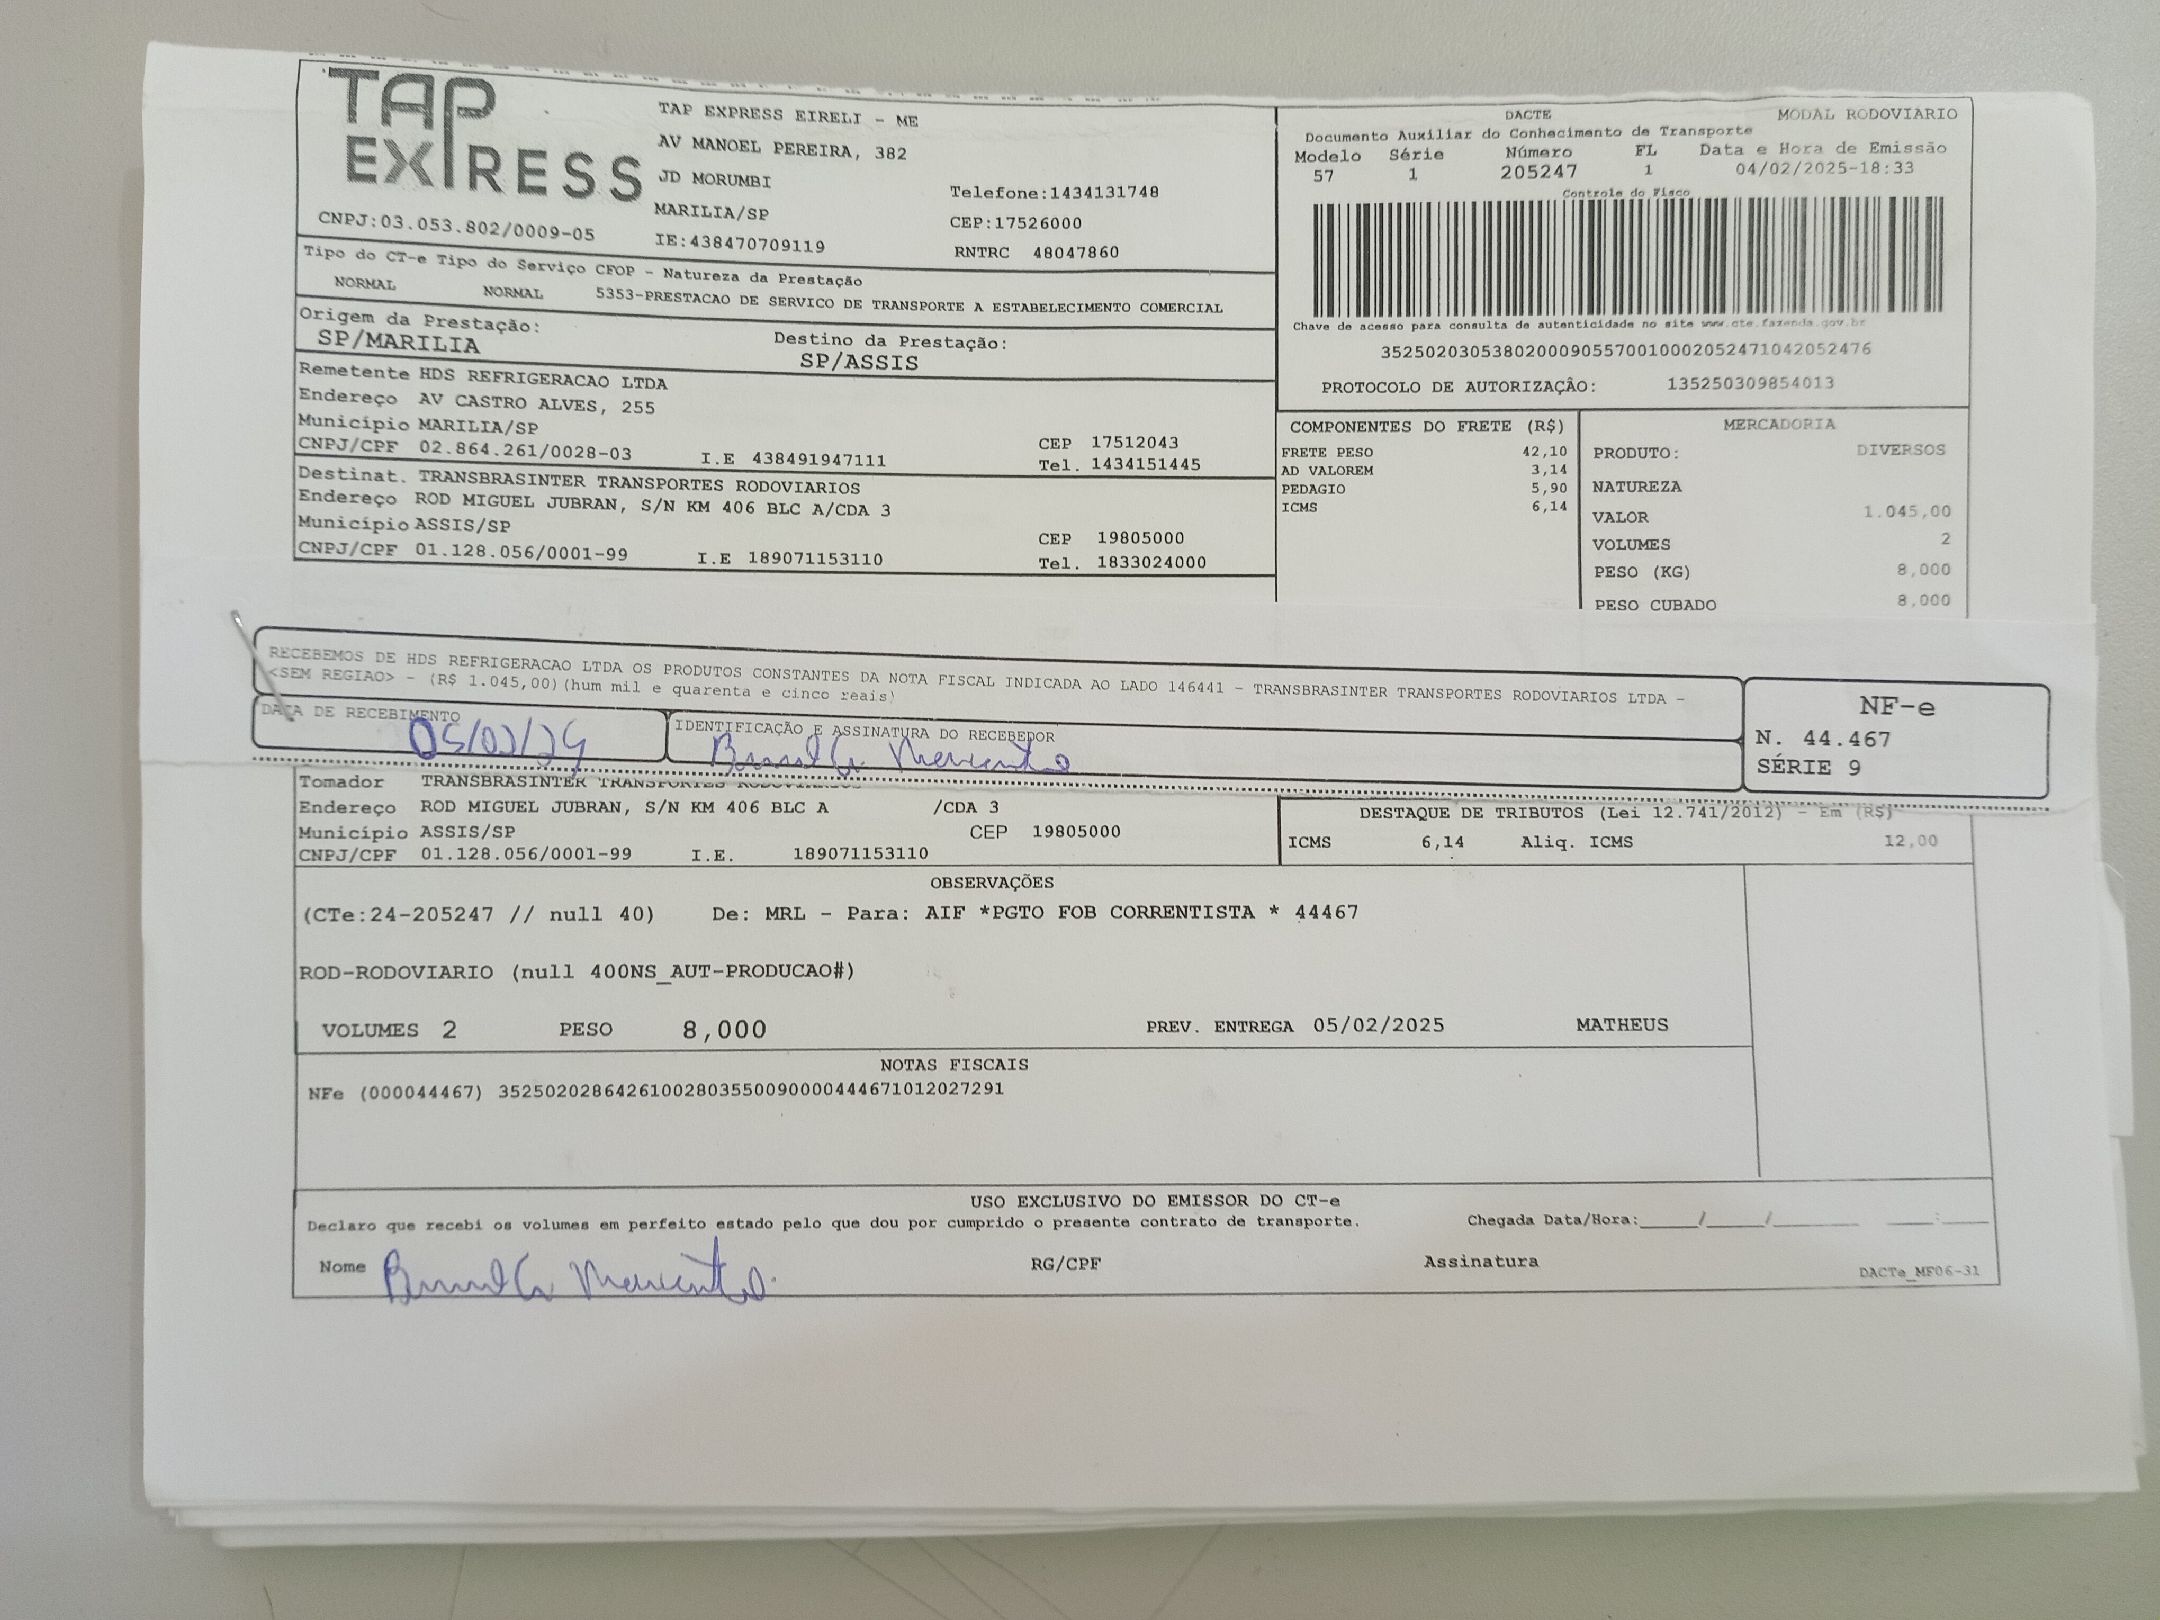 TAP EXPRESS
TAP EXPRESS EIRELI - ME
AV MANOEL PEREIRA, 382
JD MORUMBI
MARILIA/SP
IE:438470709119
Telefone:1434131748
CEP:17526000
RNTRC 48047860
CNPJ:03.053.802/0009-05
DACTE MODAL RODOVIARIO
Documento Auxiliar do Conhecimento de Transporte
Modelo Série Número FL Data e Hora de Emissão
57 1 205247 1 04/02/2025-18:33
Controle do Fisco
Chave de acesso para consulta de autenticidade no site www.cte.fazenda.gov.br
35250203053802000905570010002052471042052476
PROTOCOLO DE AUTORIZAÇÃO: 135250309854013
Tipo do CT-e Tipo do Serviço CFOP - Natureza da Prestação
NORMAL NORMAL 5353-PRESTACAO DE SERVICO DE TRANSPORTE A ESTABELECIMENTO COMERCIAL
Origem da Prestação: Destino da Prestação:
SP/MARILIA SP/ASSIS
Remetente HDS REFRIGERACAO LTDA
Endereço AV CASTRO ALVES, 255
Município MARILIA/SP CEP 17512043
CNPJ/CPF 02.864.261/0028-03 I.E 438491947111 Tel. 1434151445
Destinat. TRANSBRASINTER TRANSPORTES RODOVIARIOS
Endereço ROD MIGUEL JUBRAN, S/N KM 406 BLC A/CDA 3
Município ASSIS/SP CEP 19805000
CNPJ/CPF 01.128.056/0001-99 I.E 189071153110 Tel. 1833024000
COMPONENTES DO FRETE (R$)
FRETE PESO 42,10
AD VALOREM 3,14
PEDAGIO 5,90
ICMS 6,14
MERCADORIA
PRODUTO: DIVERSOS
NATUREZA
VALOR 1.045,00
VOLUMES 2
PESO (KG) 8,000
PESO CUBADO 8,000
RECEBEMOS DE HDS REFRIGERACAO LTDA OS PRODUTOS CONSTANTES DA NOTA FISCAL INDICADA AO LADO 146441 - TRANSBRASINTER TRANSPORTES RODOVIARIOS LTDA -
<SEM REGIAO> - (R$ 1.045,00)(hum mil e quarenta e cinco reais)
DATA DE RECEBIMENTO
IDENTIFICAÇÃO E ASSINATURA DO RECEBEDOR
NF-e
N. 44.467
SÉRIE 9
Tomador TRANSBRASINTER TRANSPORTES RODOVIARIOS
Endereço ROD MIGUEL JUBRAN, S/N KM 406 BLC A /CDA 3
Município ASSIS/SP CEP 19805000
CNPJ/CPF 01.128.056/0001-99 I.E. 189071153110
DESTAQUE DE TRIBUTOS (Lei 12.741/2012) - Em (R$)
ICMS 6,14 Aliq. ICMS 12,00
OBSERVAÇÕES
(CTe:24-205247 // null 40) De: MRL - Para: AIF *PGTO FOB CORRENTISTA * 44467
ROD-RODOVIARIO (null 400NS_AUT-PRODUCAO#)
VOLUMES 2 PESO 8,000 PREV. ENTREGA 05/02/2025 MATHEUS
NOTAS FISCAIS
NFe (000044467) 35250202864261002803550090000444671012027291
USO EXCLUSIVO DO EMISSOR DO CT-e
Declaro que recebi os volumes em perfeito estado pelo que dou por cumprido o presente contrato de transporte. Chegada Data/Hora:____/____/______ ____:____
Nome RG/CPF Assinatura
DACTe_MF06-31